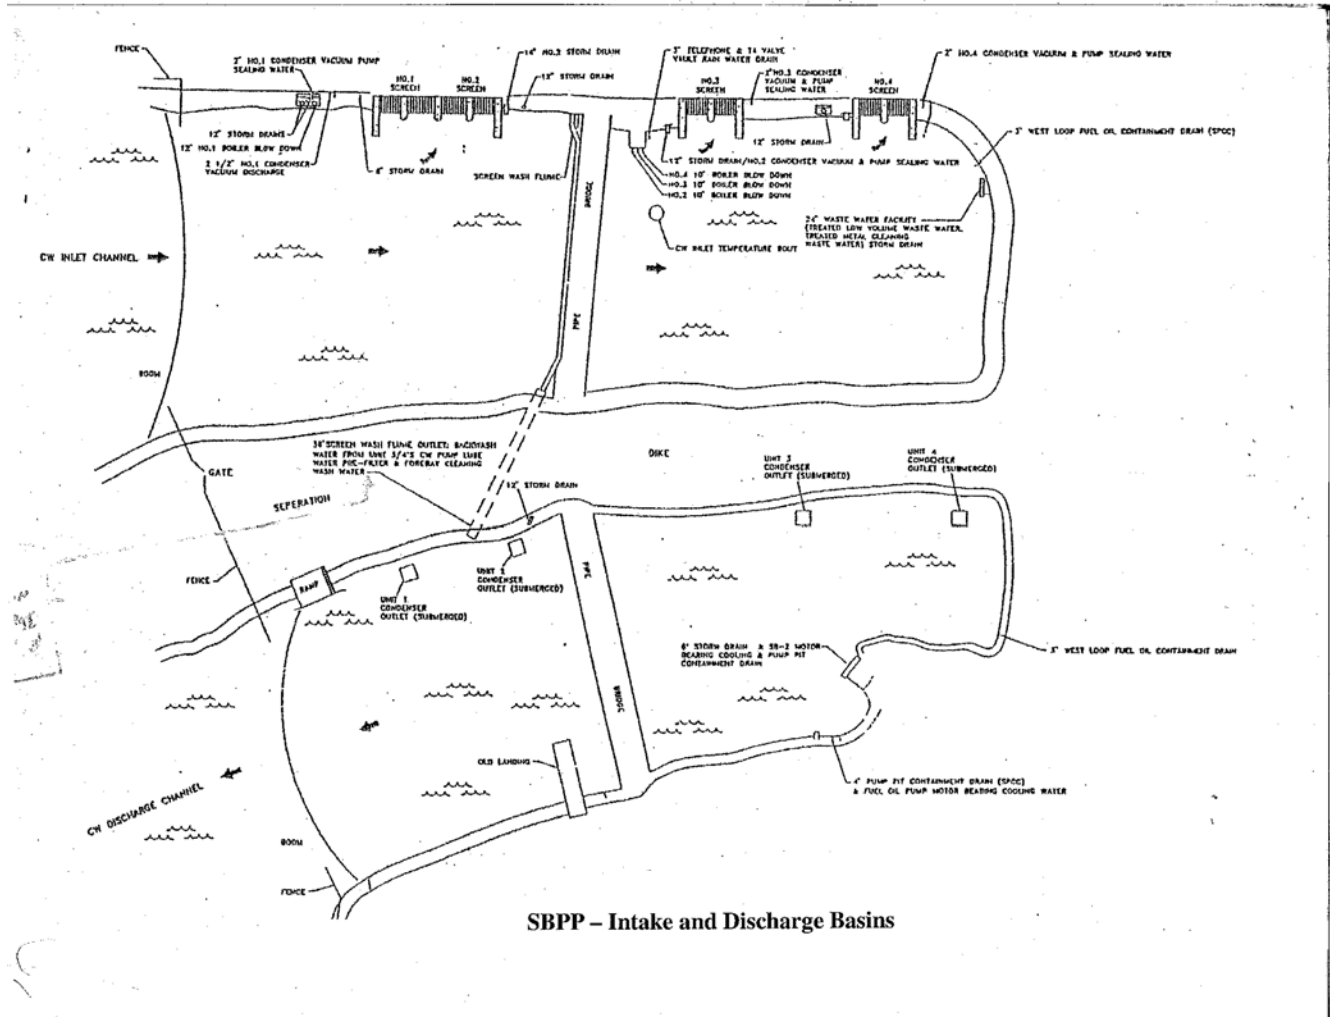 FENCE
2" NO.1 CONDENSER VACUUM PUMP
SEALING WATER
NO.1
SCREEN
NO.2
SCREEN
14" NO.2 STORM DRAIN
12" STORM DRAIN
3" TELEPHONE & T4 VALVE
VAULT RAIN WATER DRAIN
NO.3
SCREEN
2" NO.3 CONDENSER
VACUUM & PUMP
SEALING WATER
NO.4
SCREEN
2" NO.4 CONDENSER VACUUM & PUMP SEALING WATER
12" STORM DRAINS
12" NO.1 BOILER BLOW DOWN
2 1/2" NO.1 CONDENSER
VACUUM DISCHARGE
STORM DRAIN
SCREEN WASH FLUME
BRIDGE
PIPE
12" STORM DRAIN
12" STORM DRAIN/NO.2 CONDENSER VACUUM & PUMP SEALING WATER
NO.4 10" BOILER BLOW DOWN
NO.3 10" BOILER BLOW DOWN
NO.2 10" BOILER BLOW DOWN
3" WEST LOOP FUEL OIL CONTAINMENT DRAIN (SPCC)
24" WASTE WATER FACILITY
(TREATED LOW VOLUME WASTE WATER,
TREATED METAL CLEANING
WASTE WATER) STORM DRAIN
CW INLET TEMPERATURE
CW INLET CHANNEL
BOOM
GATE
SEPERATION
FENCE
RAMP
SCREEN WASH FLUME OUTLET; BACKWASH
WATER FROM UNIT 3/4'S CW PUMP LUBE
WATER PRE-FILTER & FOREBAY CLEANING
WASH WATER
12" STORM DRAIN
DIKE
UNIT 3
CONDENSER
OUTLET (SUBMERGED)
UNIT 4
CONDENSER
OUTLET (SUBMERGED)
UNIT 1
CONDENSER
OUTLET (SUBMERGED)
UNIT 2
CONDENSER
OUTLET (SUBMERGED)
PIPE
BRIDGE
6" STORM DRAIN & SB-2 MOTOR
BEARING COOLING & PUMP PIT
CONTAINMENT DRAIN
3" WEST LOOP FUEL OIL CONTAINMENT DRAIN
OLD LANDING
4" PUMP PIT CONTAINMENT DRAIN (SPCC)
& FUEL OIL PUMP MOTOR BEARING COOLING WATER
CW DISCHARGE CHANNEL
BOOM
FENCE
SBPP – Intake and Discharge Basins